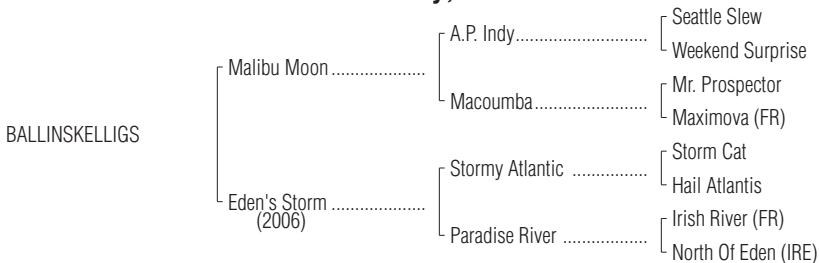 Seattle Slew
A.P. Indy
Weekend Surprise
Malibu Moon
Mr. Prospector
Macoumba
Maximova (FR)
BALLINSKELLIGS
Storm Cat
Stormy Atlantic
Hail Atlantis
Eden's Storm
(2006)
Irish River (FR)
Paradise River
North Of Eden (IRE)